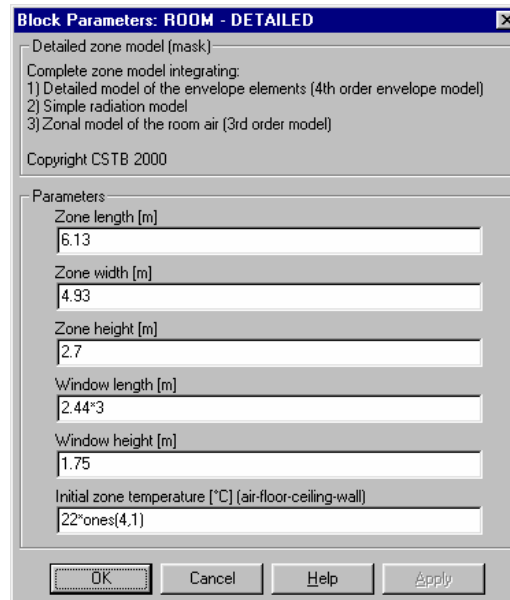 Block Parameters: ROOM - DETAILED
Detailed zone model (mask)
Complete zone model integrating:
1) Detailed model of the envelope elements (4th order envelope model)
2) Simple radiation model
3) Zonal model of the room air (3rd order model)
Copyright CSTB 2000
Parameters
Zone length [m]
6.13
Zone width [m]
4.93
Zone height [m]
2.7
Window length [m]
2.44*3
Window height [m]
1.75
Initial zone temperature [°C] (air-floor-ceiling-wall)
22*ones(4,1)
OK Cancel Help Apply